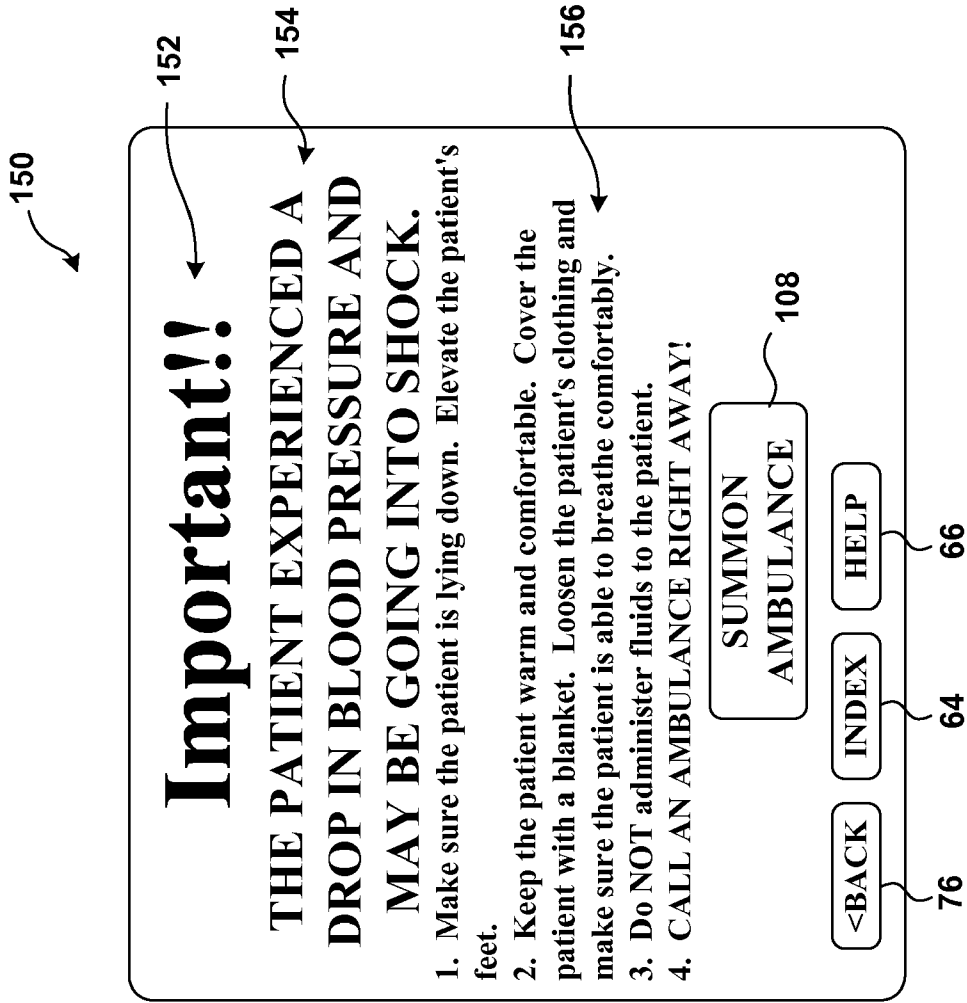 150
Important!!
152
THE PATIENT EXPERIENCED A
154
DROP IN BLOOD PRESSURE AND
MAY BE GOING INTO SHOCK.
1. Make sure the patient is lying down. Elevate the patient's
feet.
2. Keep the patient warm and comfortable. Cover the
patient with a blanket. Loosen the patient's clothing and
156
make sure the patient is able to breathe comfortably.
3. Do NOT administer fluids to the patient.
4. CALL AN AMBULANCE RIGHT AWAY!
SUMMON
AMBULANCE
108
<BACK
INDEX
HELP
76
64
66